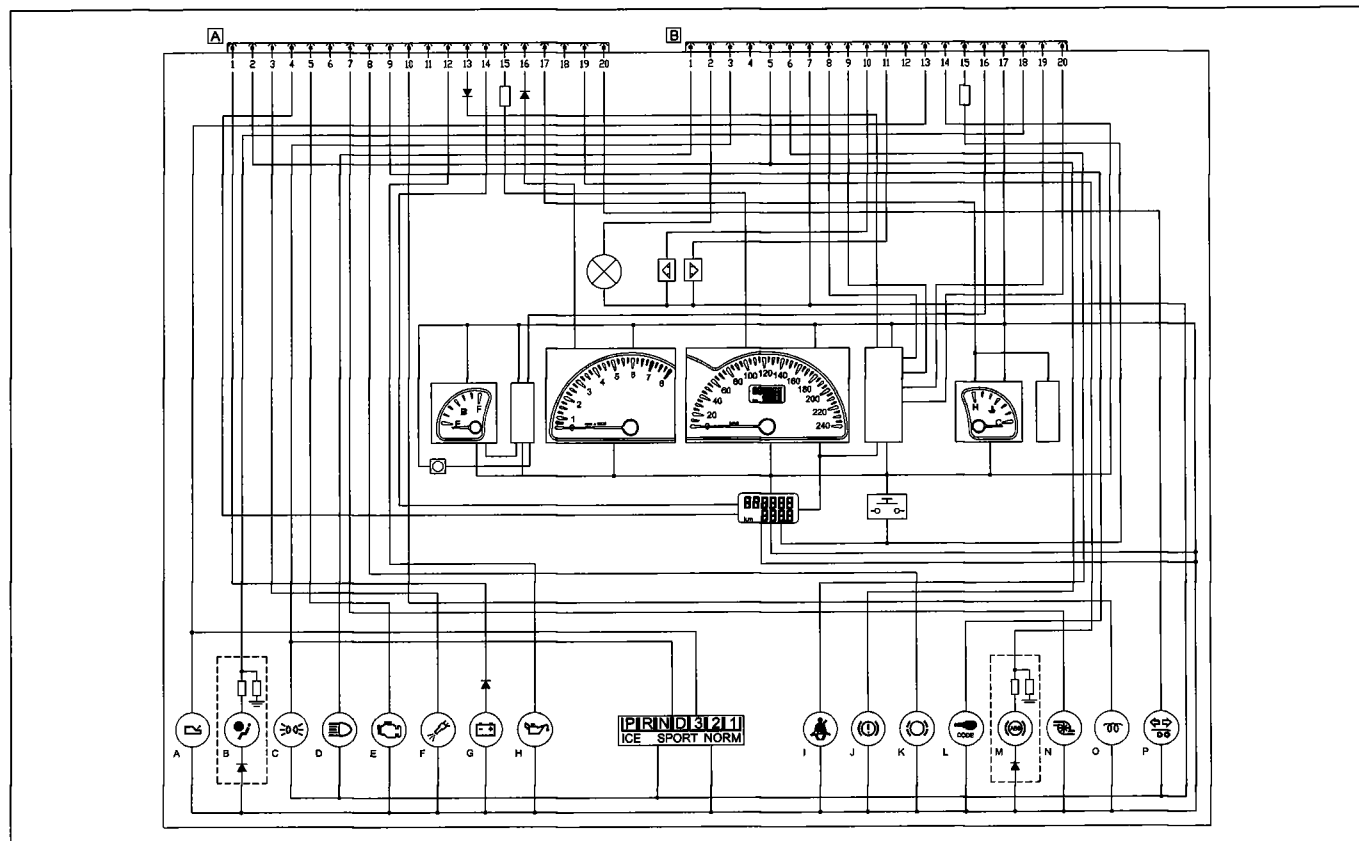 A B
1 2 3 4 5 6 7 8 9 10 11 12 13 14 15 16 17 18 19 20
1 2 3 4 5 6 7 8 9 10 11 12 13 14 15 16 17 18 19 20
E B F
0 1 2 3 4 5 6 7 8
0 20 40 60 80 100 120 140 160 180 200 220 240
H C
km
P R N D 3 2 1
ICE SPORT NORM
CODE
A B C D E F G H I J K L M N O P